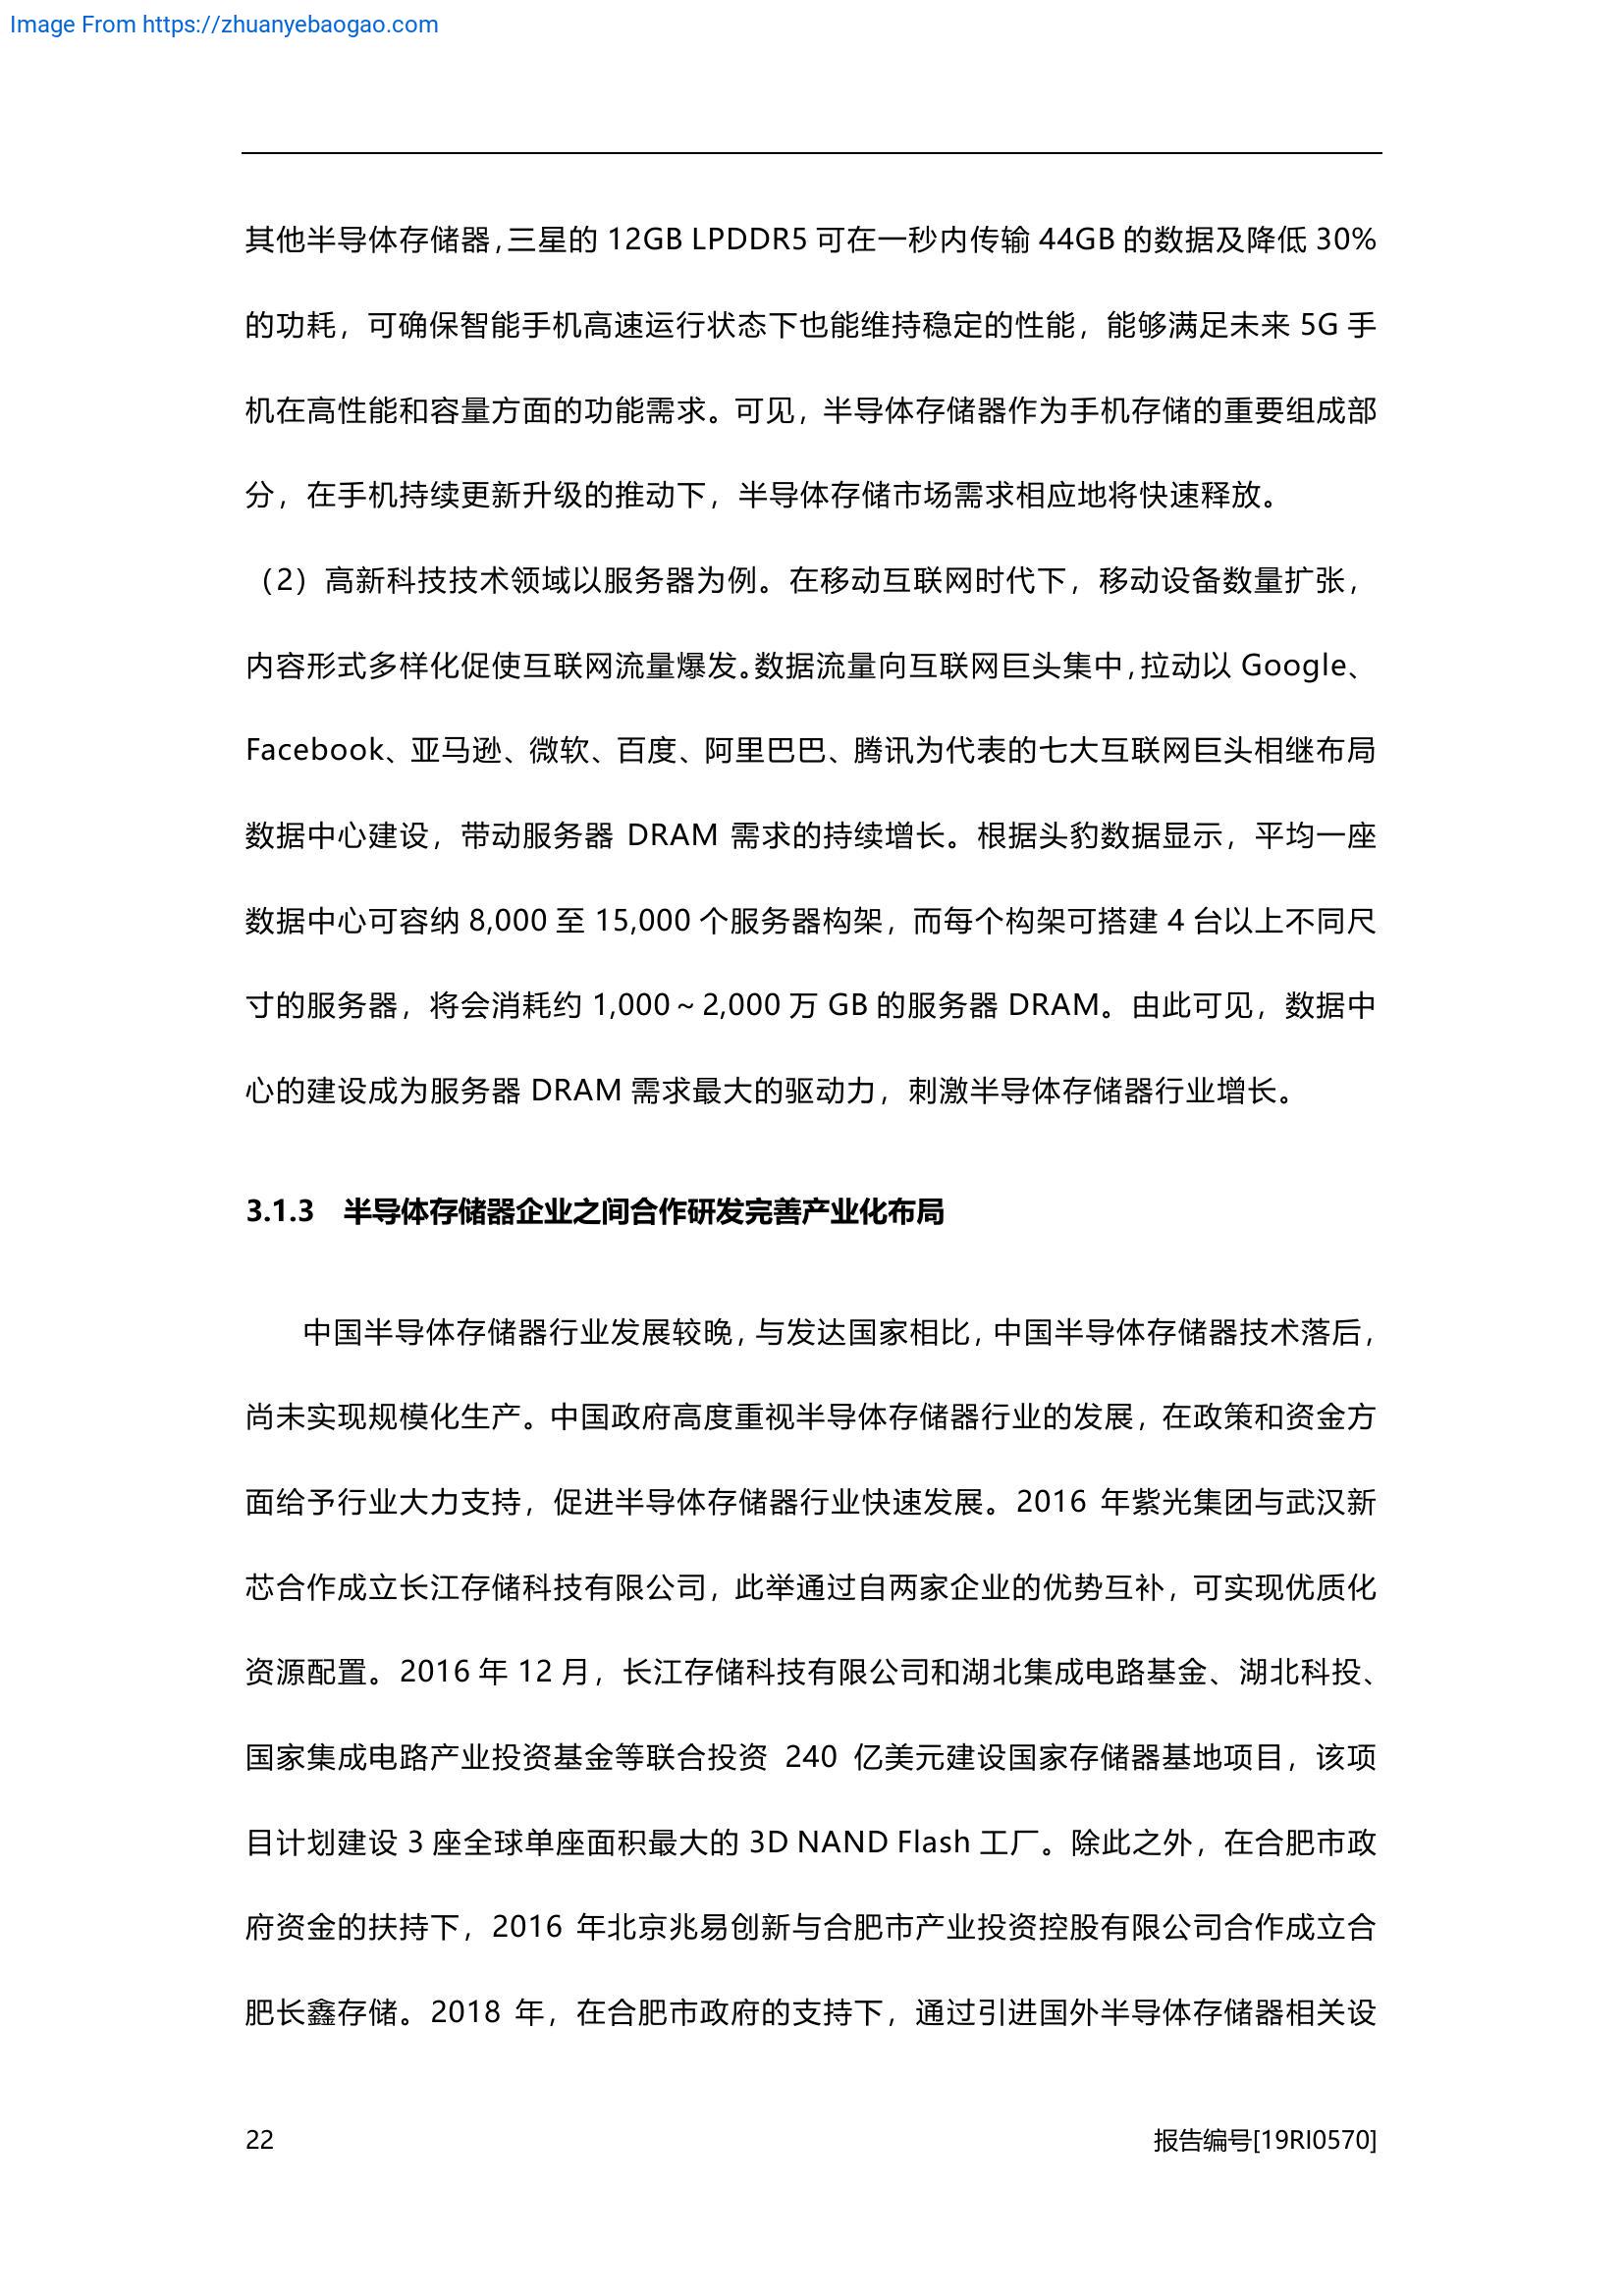 Image From https://zhuanyebaogao.com
其他半导体存储器，三星的 12GB LPDDR5 可在一秒内传输 44GB 的数据及降低 30%
的功耗，可确保智能手机高速运行状态下也能维持稳定的性能，能够满足未来 5G 手
机在高性能和容量方面的功能需求。可见，半导体存储器作为手机存储的重要组成部
分，在手机持续更新升级的推动下，半导体存储市场需求相应地将快速释放。
（2）高新科技技术领域以服务器为例。在移动互联网时代下，移动设备数量扩张，
内容形式多样化促使互联网流量爆发。数据流量向互联网巨头集中，拉动以 Google、
Facebook、亚马逊、微软、百度、阿里巴巴、腾讯为代表的七大互联网巨头相继布局
数据中心建设，带动服务器 DRAM 需求的持续增长。根据头豹数据显示，平均一座
数据中心可容纳 8,000 至 15,000 个服务器构架，而每个构架可搭建 4 台以上不同尺
寸的服务器，将会消耗约 1,000～2,000 万 GB 的服务器 DRAM。由此可见，数据中
心的建设成为服务器 DRAM 需求最大的驱动力，刺激半导体存储器行业增长。
3.1.3 半导体存储器企业之间合作研发完善产业化布局
中国半导体存储器行业发展较晚，与发达国家相比，中国半导体存储器技术落后，
尚未实现规模化生产。中国政府高度重视半导体存储器行业的发展，在政策和资金方
面给予行业大力支持，促进半导体存储器行业快速发展。2016 年紫光集团与武汉新
芯合作成立长江存储科技有限公司，此举通过自两家企业的优势互补，可实现优质化
资源配置。2016 年 12 月，长江存储科技有限公司和湖北集成电路基金、湖北科投、
国家集成电路产业投资基金等联合投资 240 亿美元建设国家存储器基地项目，该项
目计划建设 3 座全球单座面积最大的 3D NAND Flash 工厂。除此之外，在合肥市政
府资金的扶持下，2016 年北京兆易创新与合肥市产业投资控股有限公司合作成立合
肥长鑫存储。2018 年，在合肥市政府的支持下，通过引进国外半导体存储器相关设
22
报告编号[19RI0570]